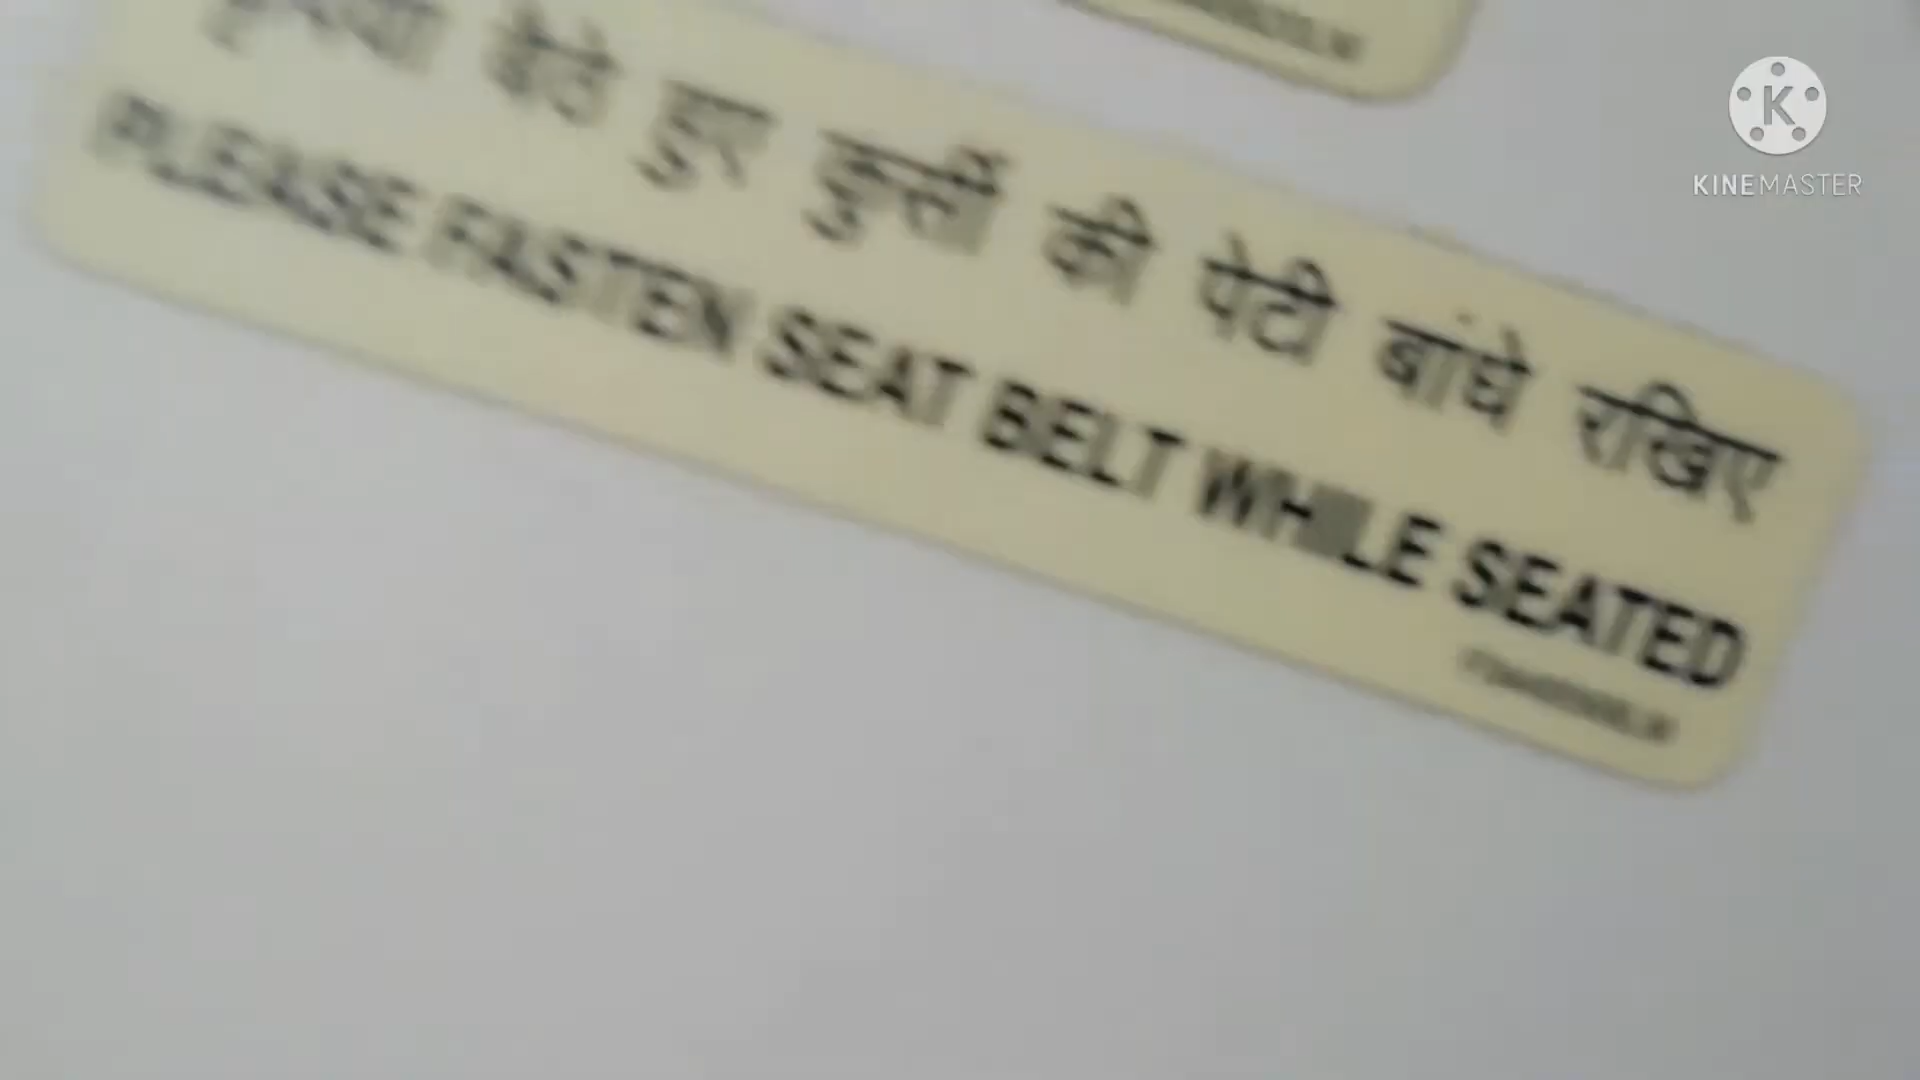 बैठे हुए कुर्सी की पेटी बांधे रखिए
PLEASE FASTEN SEAT BELT WHILE SEATED
KINEMASTER